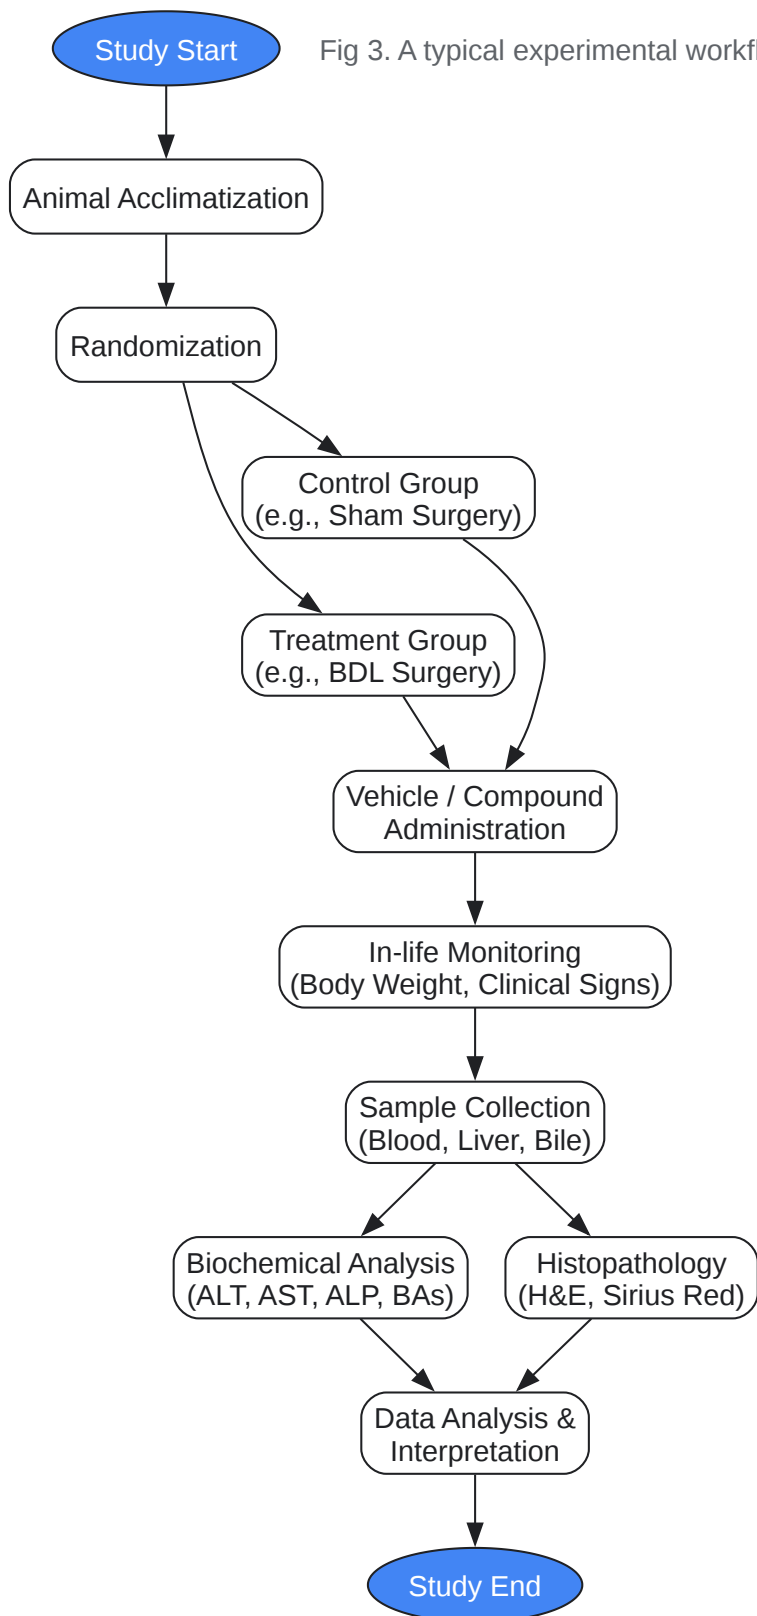 Study Start
Fig 3. A typical experimental
Animal Acclimatization
Randomization
Control Group
(e.g., Sham Surgery)
Treatment Group
(e.g., BDL Surgery)
Vehicle / Compound
Administration
In-life Monitoring
(Body Weight, Clinical Signs)
Sample Collection
(Blood, Liver, Bile)
Biochemical Analysis
(ALT, AST, ALP, BAs)
Histopathology
(H&E, Sirius Red)
Data Analysis &
Interpretation
Study End